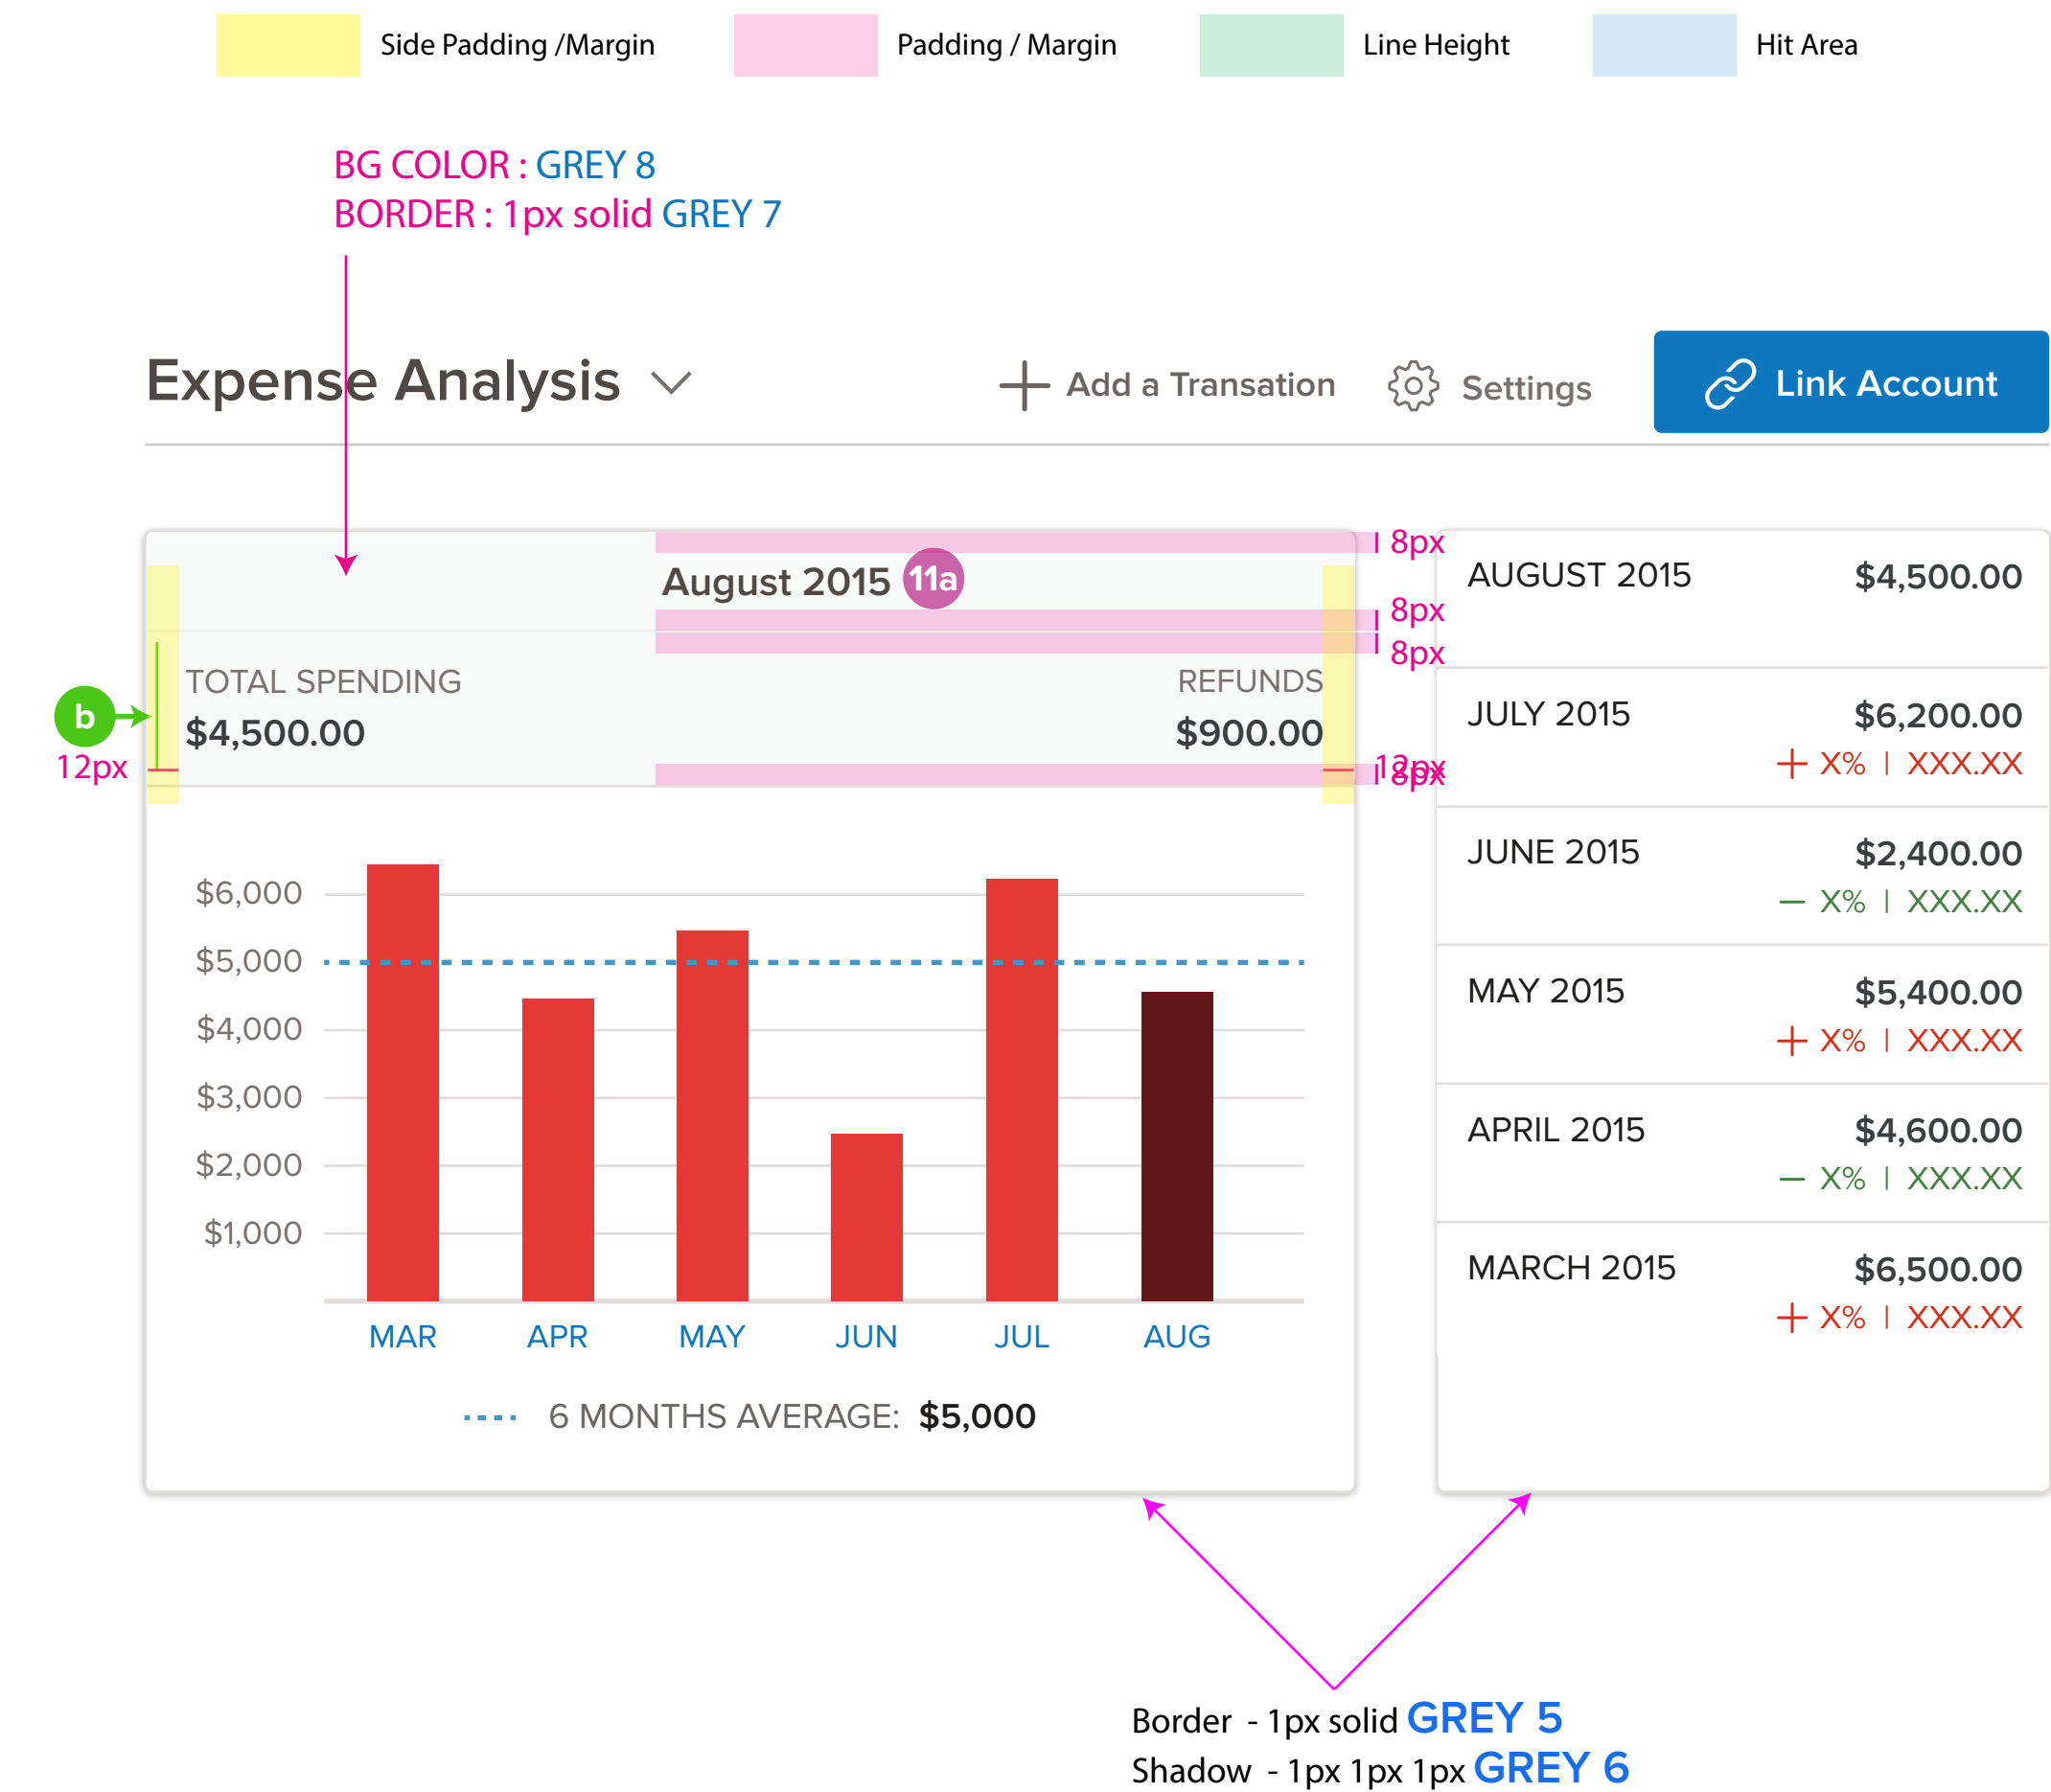 Side Padding /Margin
Padding / Margin
Line Height
Hit Area
BG COLOR : GREY 8
BORDER : 1px solid GREY 7
Expense Analysis
Add a Transation
Settings
Link Account
8px
August 2015 11a
8px
8px
TOTAL SPENDING
REFUNDS
b
$4,500.00
$900.00
12px
12px
8px
$6,000
$5,000
$4,000
$3,000
$2,000
$1,000
MAR APR MAY JUN JUL AUG
6 MONTHS AVERAGE: $5,000
AUGUST 2015 $4,500.00
JULY 2015 $6,200.00
+ X% | XXX.XX
JUNE 2015 $2,400.00
− X% | XXX.XX
MAY 2015 $5,400.00
+ X% | XXX.XX
APRIL 2015 $4,600.00
− X% | XXX.XX
MARCH 2015 $6,500.00
+ X% | XXX.XX
Border - 1px solid GREY 5
Shadow - 1px 1px 1px GREY 6